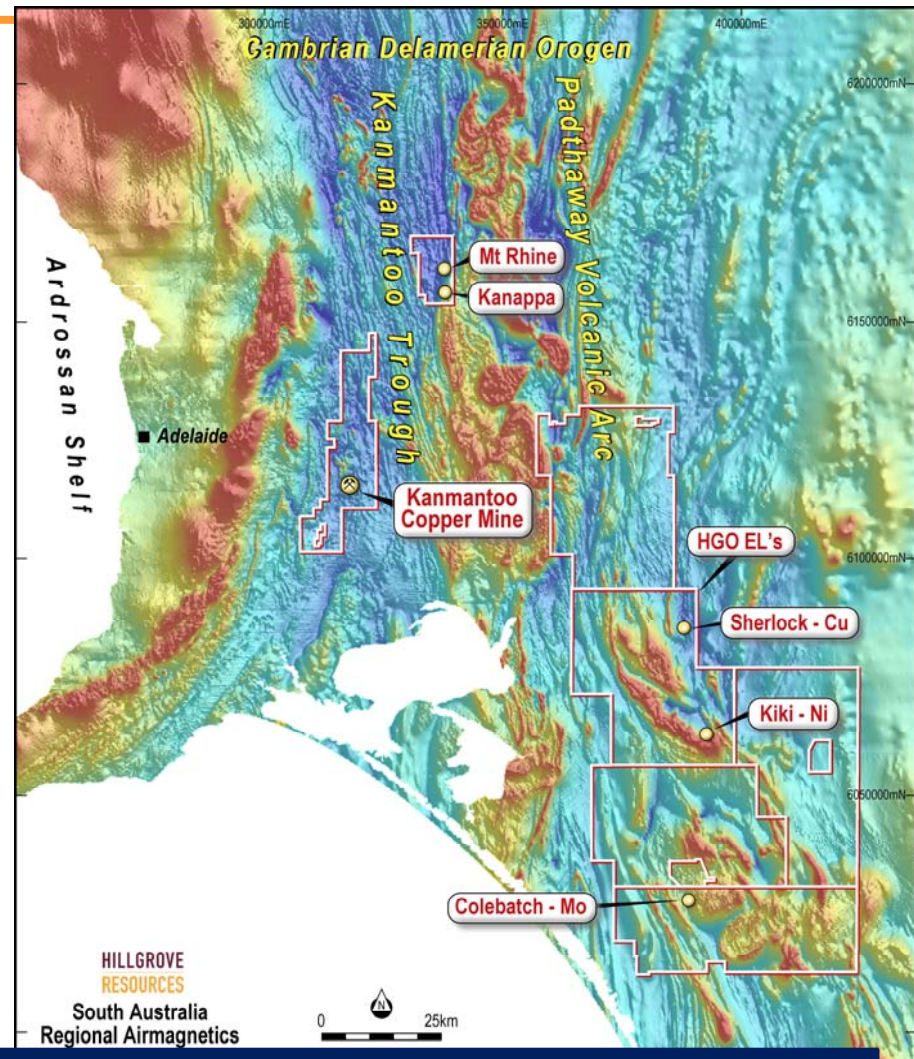 300000mE
350000mE
400000mE
Cambrian Delamerian Orogen
6200000mN
Kanmantoo Trough
Padthaway Volcanic Arc
Mt Rhine
Kanappa
Ardrossan Shelf
6150000mN
Adelaide
Kanmantoo
Copper Mine
HGO EL's
6100000mN
Sherlock - Cu
Kiki - Ni
6050000mN
Colebatch - Mo
HILLGROVE
RESOURCES
South Australia
Regional Airmagnetics
N
0 25km